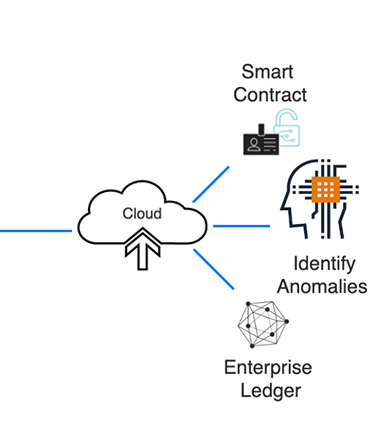 Smart
Contract
Cloud
Identify
Anomalies
Enterprise
Ledger